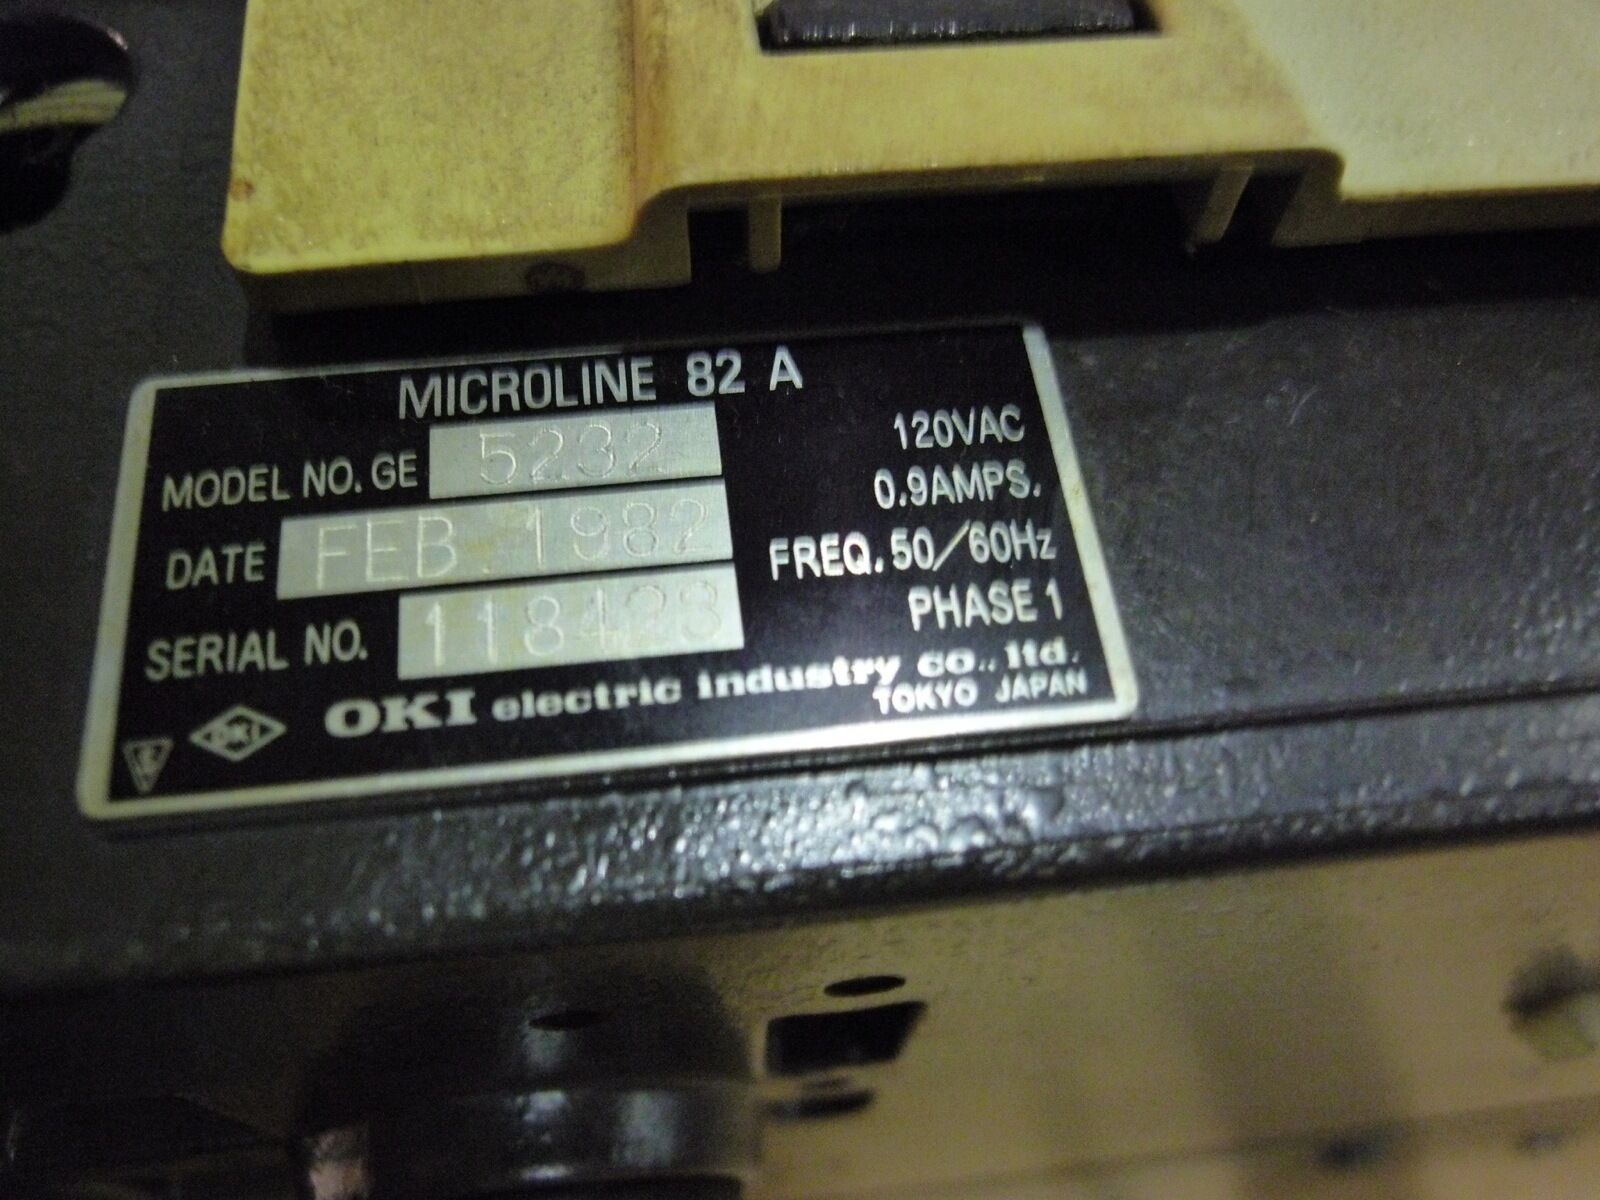 MICROLINE 82 A
MODEL NO. GE 5232
DATE FEB 1982
SERIAL NO. 118423
120VAC
0.9AMPS.
FREQ. 50/60Hz
PHASE 1
OKI
OKI electric industry co., ltd.
TOKYO JAPAN